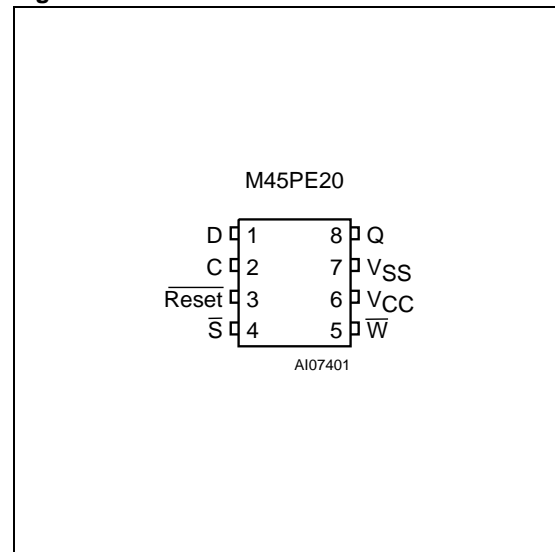 M45PE20
D 1 8 Q
C 2 7 VSS
Reset 3 6 VCC
S 4 5 W
AI07401